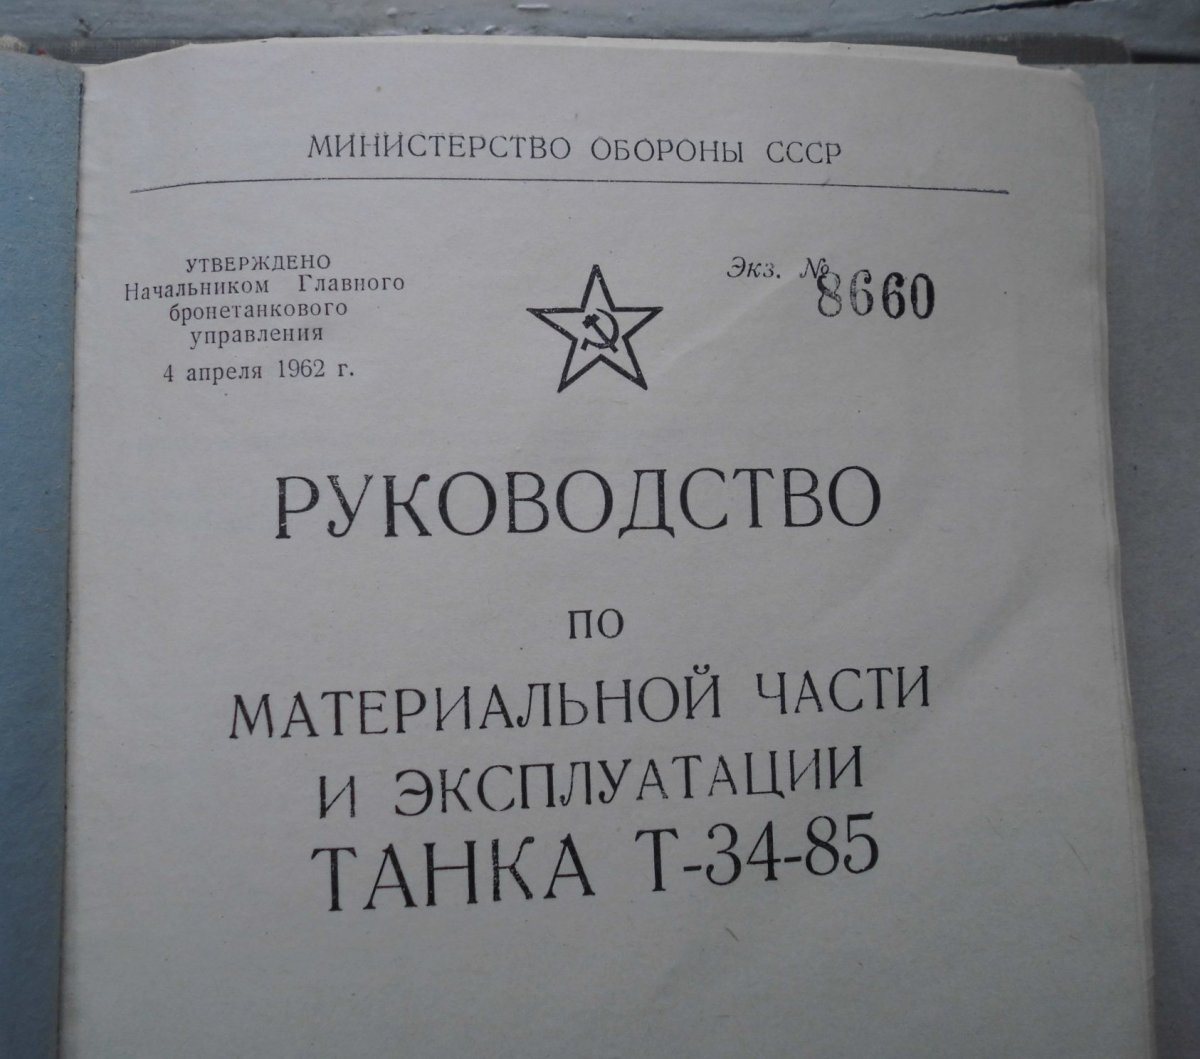 МИНИСТЕРСТВО ОБОРОНЫ СССР
УТВЕРЖДЕНО
Начальником Главного
бронетанкового
управления
4 апреля 1962 г.
Экз. № 8660
РУКОВОДСТВО
ПО
МАТЕРИАЛЬНОЙ ЧАСТИ
И ЭКСПЛУАТАЦИИ
ТАНКА Т-34-85